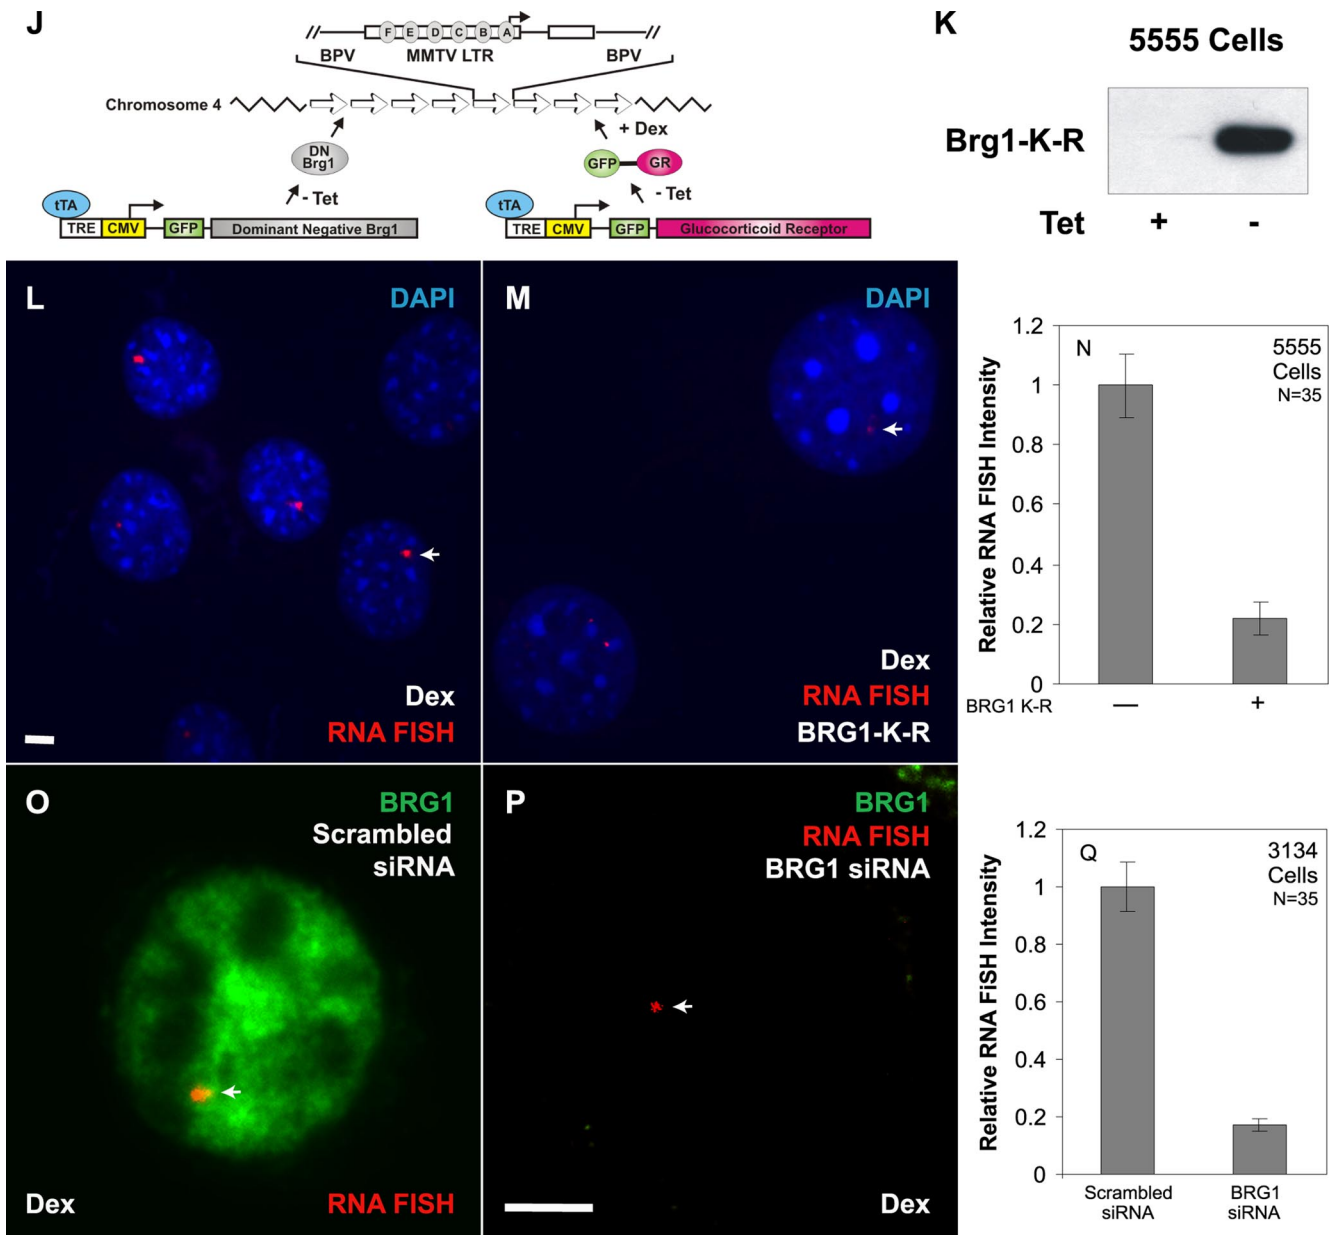 J
F E D C B A
BPV MMTV LTR BPV
Chromosome 4
+ Dex
DN
Brg1
GFP GR
- Tet
- Tet
tTA
TRE CMV GFP Dominant Negative Brg1
tTA
TRE CMV GFP Glucocorticoid Receptor
K
5555 Cells
Brg1-K-R
Tet + -
L
DAPI
Dex
RNA FISH
M
DAPI
Dex
RNA FISH
BRG1-K-R
N
5555
Cells
N=35
Relative RNA FISH Intensity
1.2
1
0.8
0.6
0.4
0.2
0
BRG1 K-R — +
O
BRG1
Scrambled
siRNA
Dex
RNA FISH
P
BRG1
RNA FISH
BRG1 siRNA
Dex
Q
3134
Cells
N=35
Relative RNA FiSH Intensity
1.2
1
0.8
0.6
0.4
0.2
0
Scrambled
siRNA
BRG1
siRNA